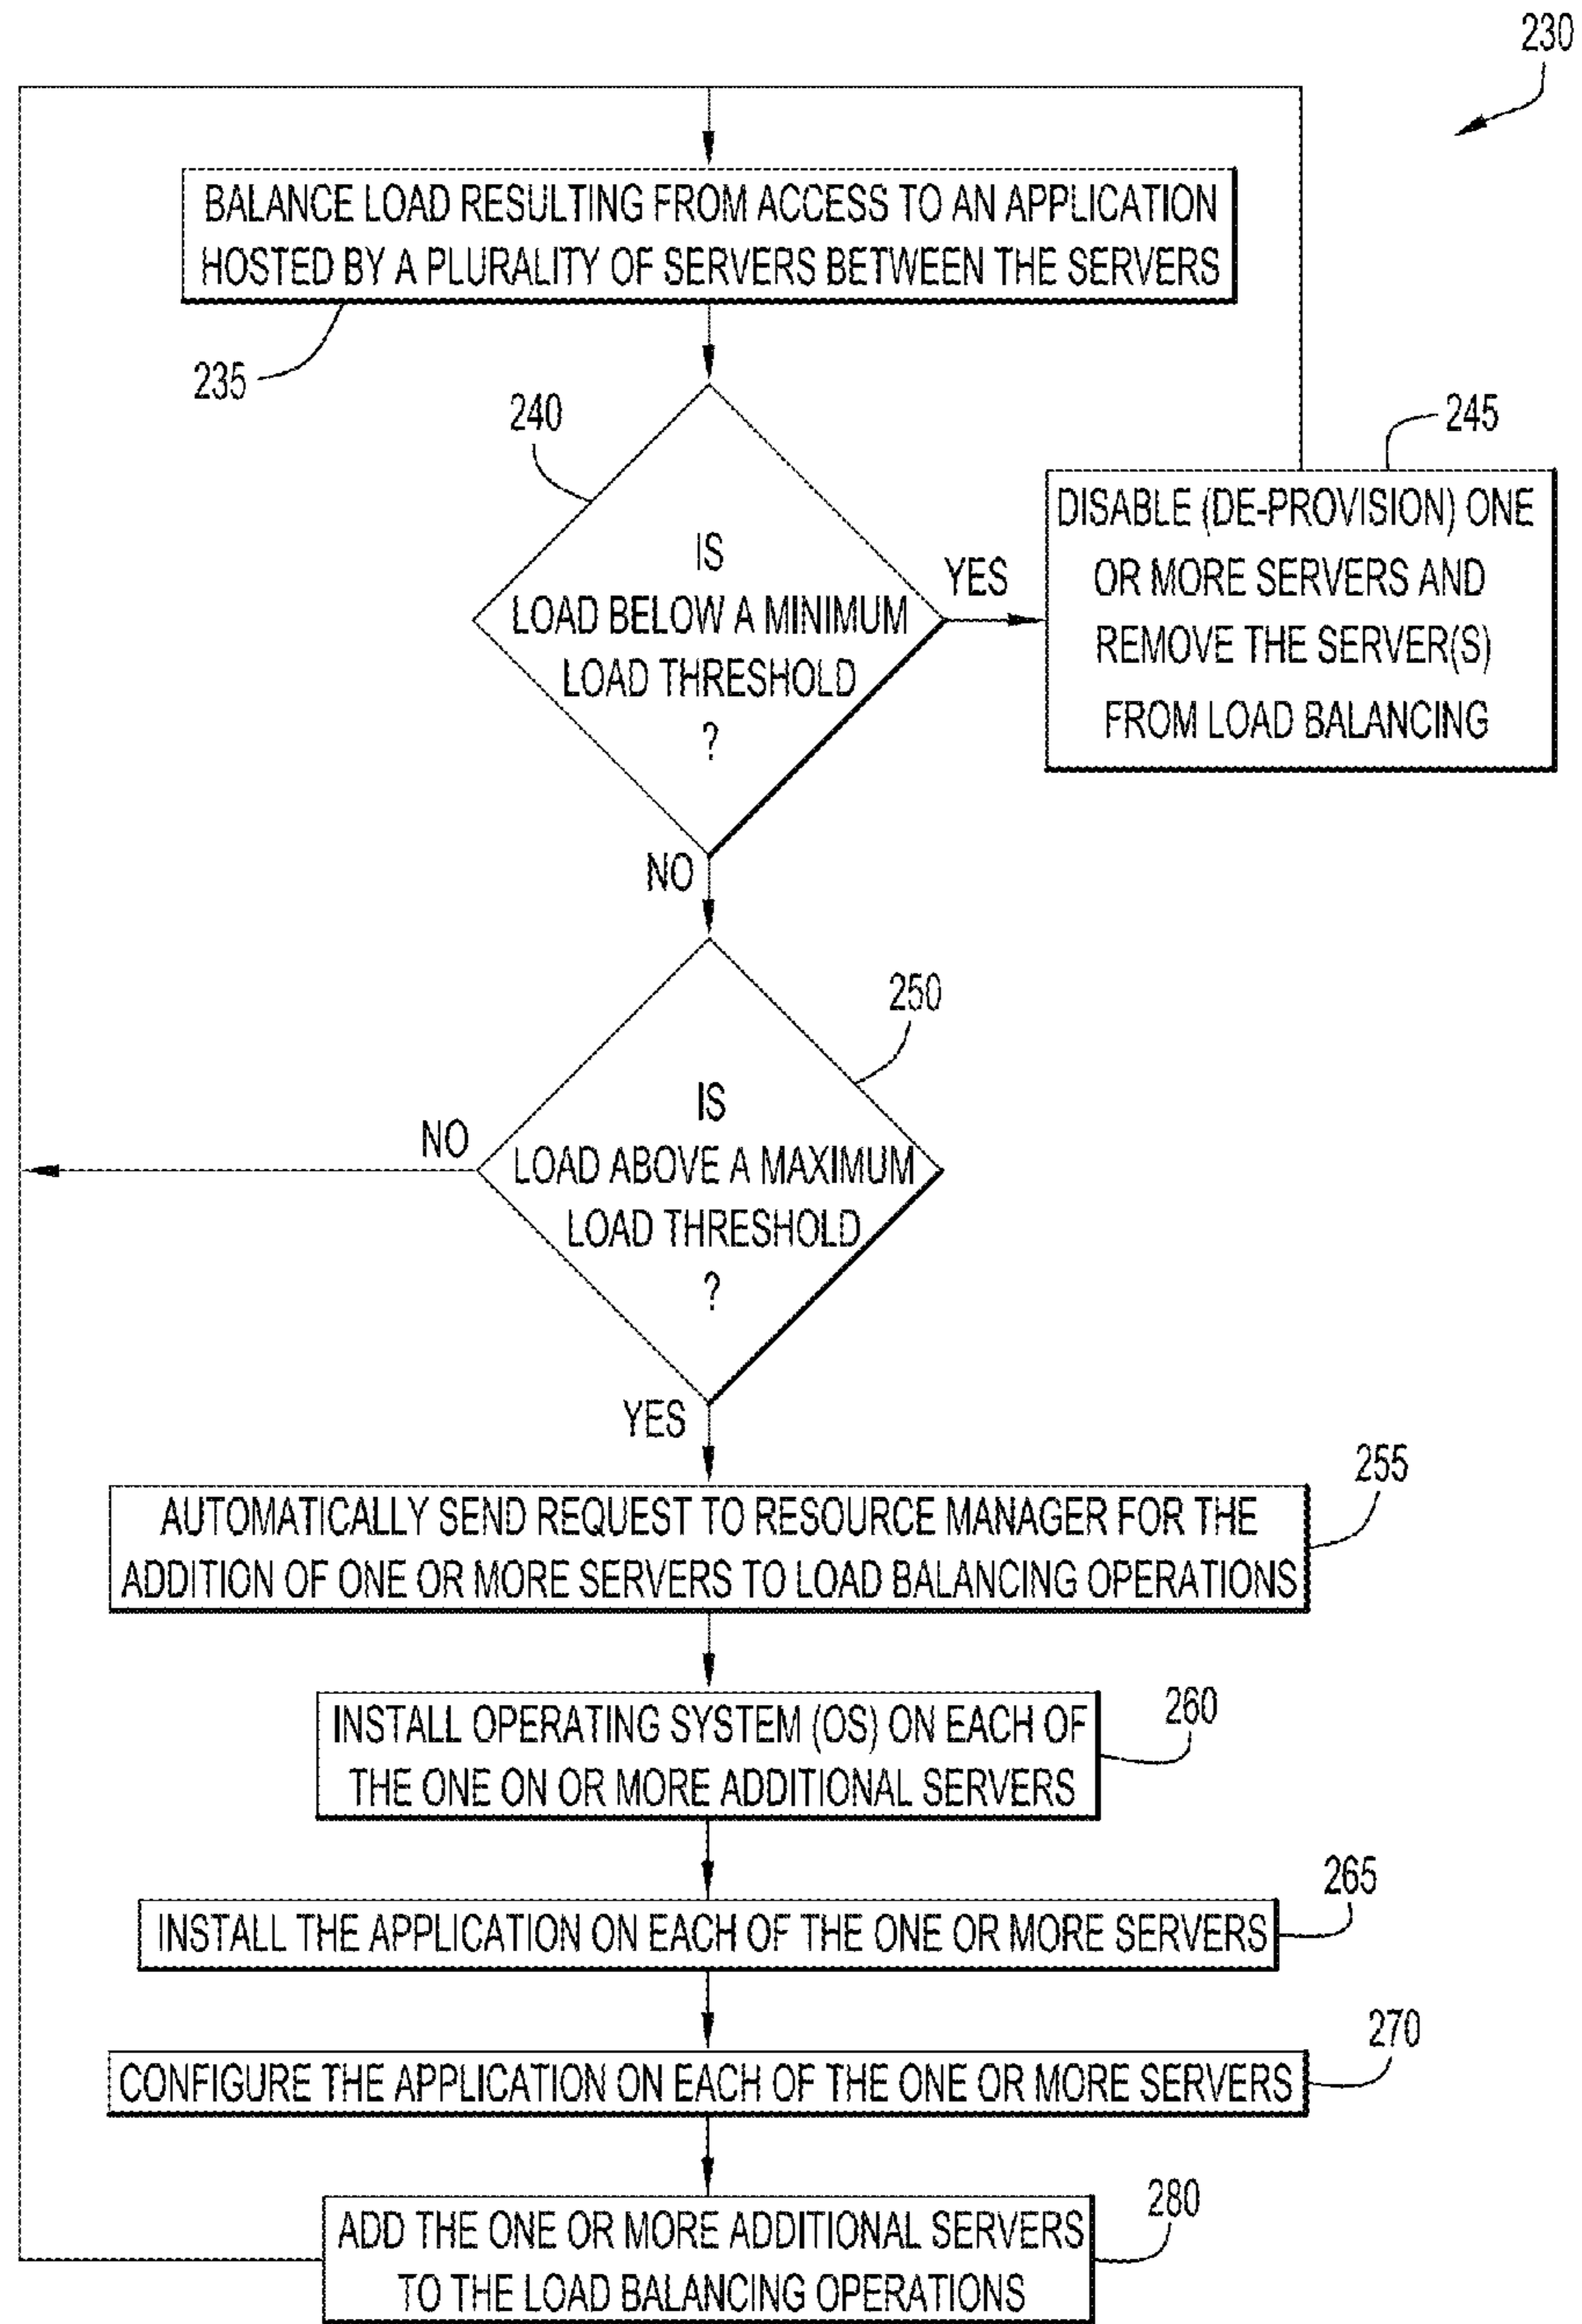 230
BALANCE LOAD RESULTING FROM ACCESS TO AN APPLICATION
HOSTED BY A PLURALITY OF SERVERS BETWEEN THE SERVERS
235
240
245
IS
LOAD BELOW A MINIMUM
LOAD THRESHOLD
?
YES
DISABLE (DE-PROVISION) ONE
OR MORE SERVERS AND
REMOVE THE SERVER(S)
FROM LOAD BALANCING
NO
250
IS
LOAD ABOVE A MAXIMUM
LOAD THRESHOLD
?
NO
YES
255
AUTOMATICALLY SEND REQUEST TO RESOURCE MANAGER FOR THE
ADDITION OF ONE OR MORE SERVERS TO LOAD BALANCING OPERATIONS
260
INSTALL OPERATING SYSTEM (OS) ON EACH OF
THE ONE ON OR MORE ADDITIONAL SERVERS
265
INSTALL THE APPLICATION ON EACH OF THE ONE OR MORE SERVERS
270
CONFIGURE THE APPLICATION ON EACH OF THE ONE OR MORE SERVERS
280
ADD THE ONE OR MORE ADDITIONAL SERVERS
TO THE LOAD BALANCING OPERATIONS